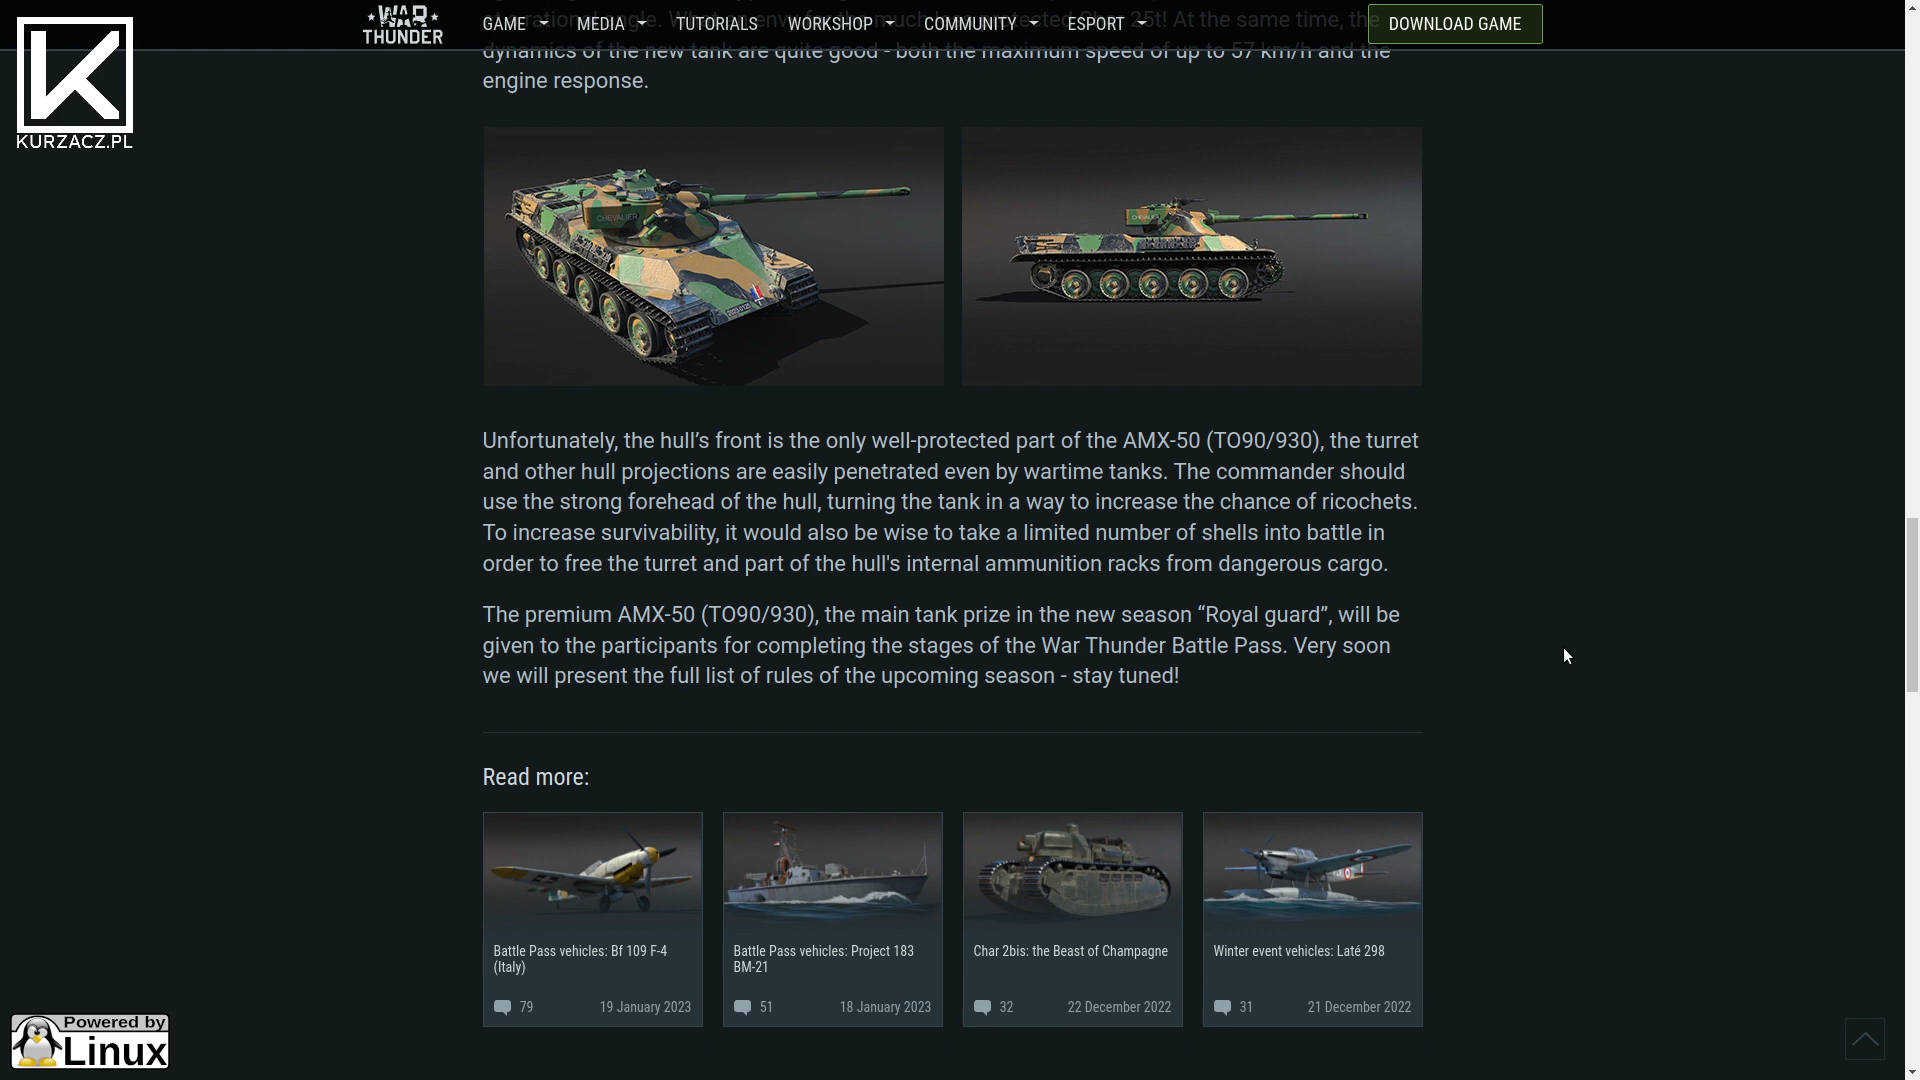 WAR THUNDER
GAME MEDIA TUTORIALS WORKSHOP COMMUNITY ESPORT DOWNLOAD GAME
dynamics of the new tank are quite good - both the maximum speed of up to 57 km/h and the
engine response.
KURZACZ.PL
CHEVALIER
Unfortunately, the hull’s front is the only well-protected part of the AMX-50 (TO90/930), the turret
and other hull projections are easily penetrated even by wartime tanks. The commander should
use the strong forehead of the hull, turning the tank in a way to increase the chance of ricochets.
To increase survivability, it would also be wise to take a limited number of shells into battle in
order to free the turret and part of the hull's internal ammunition racks from dangerous cargo.
The premium AMX-50 (TO90/930), the main tank prize in the new season “Royal guard”, will be
given to the participants for completing the stages of the War Thunder Battle Pass. Very soon
we will present the full list of rules of the upcoming season - stay tuned!
Read more:
Battle Pass vehicles: Bf 109 F-4
(Italy)
79 19 January 2023
Battle Pass vehicles: Project 183
BM-21
51 18 January 2023
Char 2bis: the Beast of Champagne
32 22 December 2022
Winter event vehicles: Laté 298
31 21 December 2022
Powered by
Linux